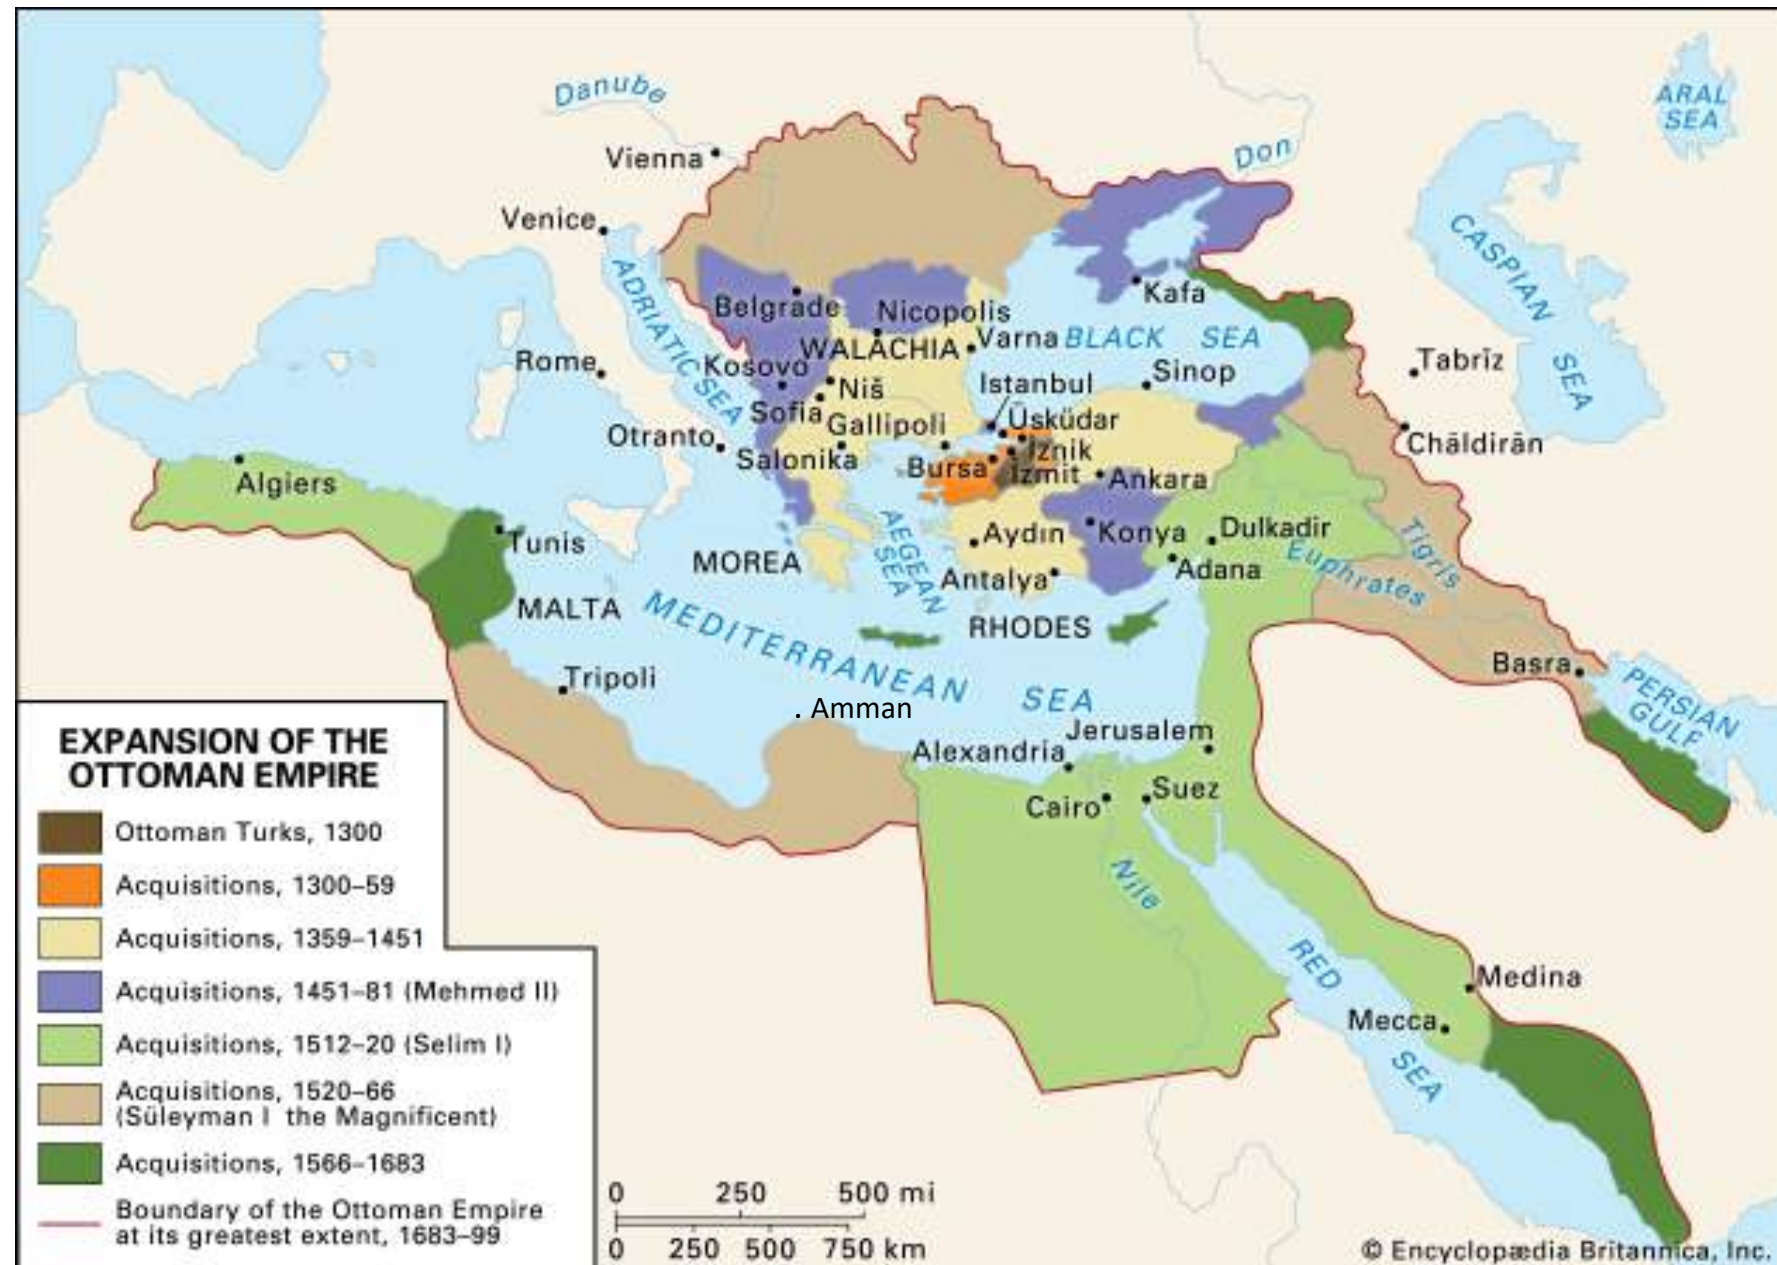 Danube
ARAL
SEA
Vienna
Don
Venice
CASPIAN
SEA
ADRIATIC SEA
Belgrade
Kafa
Nicopolis
WALACHIA
Varna
BLACK SEA
Rome
Kosovo
Niš
Istanbul
Sinop
Tabrīz
Sofia
Gallipoli
Üsküdar
Otranto
Salonika
Bursa
İznik
İzmit
Ankara
Chāldirān
Algiers
Tunis
MOREA
AEGEAN
SEA
Aydın
Konya
Dulkadir
Antalya
Adana
Euphrates
Tigris
MALTA
MEDITERRANEAN SEA
RHODES
Tripoli
Basra
PERSIAN
GULF
. Amman
Jerusalem
Alexandria
Cairo
Suez
Nile
RED
SEA
Medina
Mecca
EXPANSION OF THE
OTTOMAN EMPIRE
Ottoman Turks, 1300
Acquisitions, 1300–59
Acquisitions, 1359–1451
Acquisitions, 1451–81 (Mehmed II)
Acquisitions, 1512–20 (Selim I)
Acquisitions, 1520–66
(Süleyman I the Magnificent)
Acquisitions, 1566–1683
Boundary of the Ottoman Empire
at its greatest extent, 1683–99
0 250 500 mi
0 250 500 750 km
© Encyclopædia Britannica, Inc.